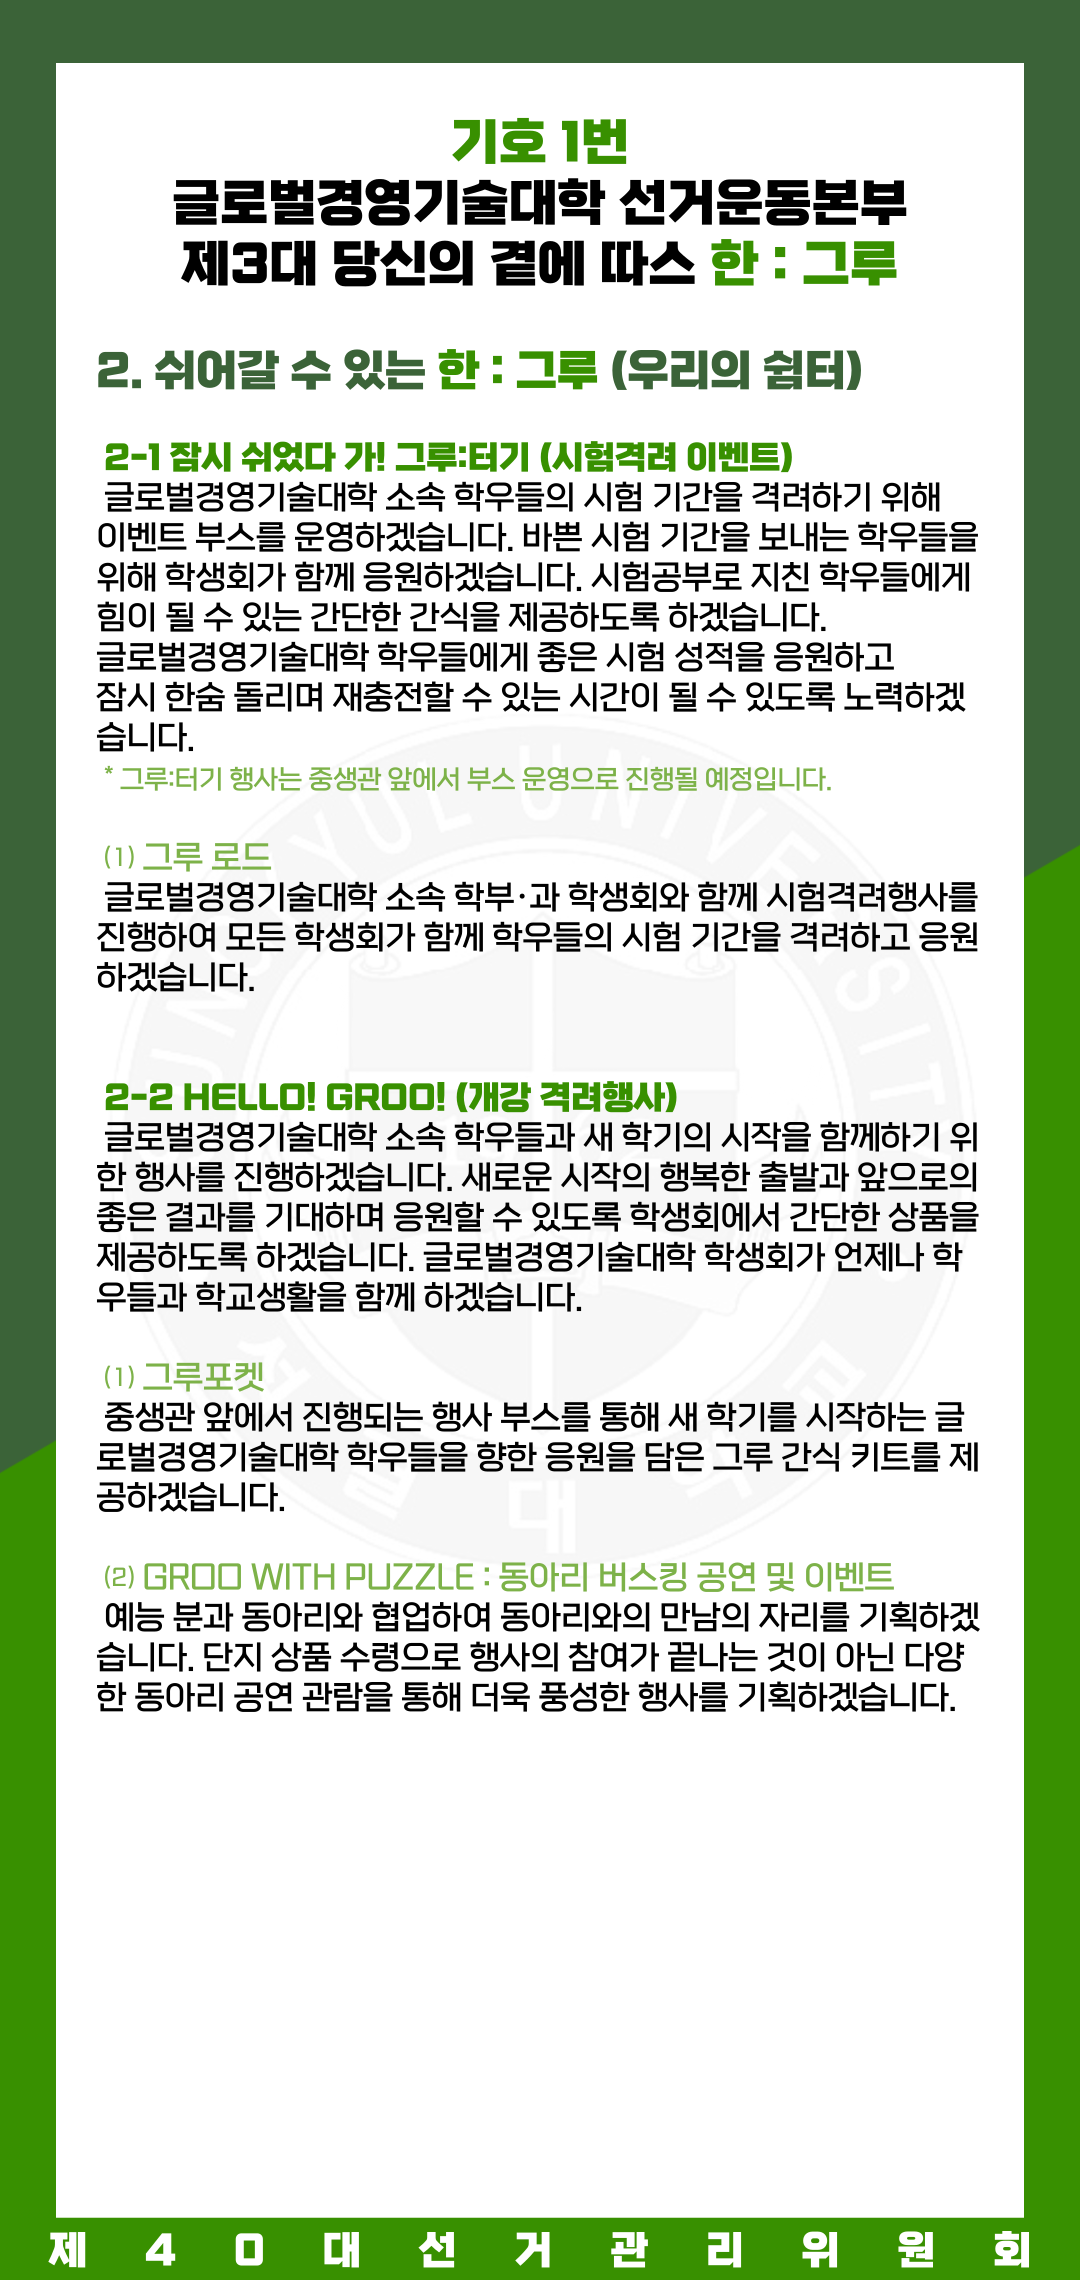 기호 1번
글로벌경영기술대학 선거운동본부
제3대 당신의 곁에 따스 한 : 그루
2. 쉬어갈 수 있는 한 : 그루 (우리의 쉼터)
2-1 잠시 쉬었다 가! 그루:터기 (시험격려 이벤트)
글로벌경영기술대학 소속 학우들의 시험 기간을 격려하기 위해
이벤트 부스를 운영하겠습니다. 바쁜 시험 기간을 보내는 학우들을
위해 학생회가 함께 응원하겠습니다. 시험공부로 지친 학우들에게
힘이 될 수 있는 간단한 간식을 제공하도록 하겠습니다.
글로벌경영기술대학 학우들에게 좋은 시험 성적을 응원하고
잠시 한숨 돌리며 재충전할 수 있는 시간이 될 수 있도록 노력하겠
습니다.
* 그루:터기 행사는 중생관 앞에서 부스 운영으로 진행될 예정입니다.
(1) 그루 로드
글로벌경영기술대학 소속 학부·과 학생회와 함께 시험격려행사를
진행하여 모든 학생회가 함께 학우들의 시험 기간을 격려하고 응원
하겠습니다.
2-2 HELLO! GROO! (개강 격려행사)
글로벌경영기술대학 소속 학우들과 새 학기의 시작을 함께하기 위
한 행사를 진행하겠습니다. 새로운 시작의 행복한 출발과 앞으로의
좋은 결과를 기대하며 응원할 수 있도록 학생회에서 간단한 상품을
제공하도록 하겠습니다. 글로벌경영기술대학 학생회가 언제나 학
우들과 학교생활을 함께 하겠습니다.
(1) 그루포켓
중생관 앞에서 진행되는 행사 부스를 통해 새 학기를 시작하는 글
로벌경영기술대학 학우들을 향한 응원을 담은 그루 간식 키트를 제
공하겠습니다.
(2) GROO WITH PUZZLE : 동아리 버스킹 공연 및 이벤트
예능 분과 동아리와 협업하여 동아리와의 만남의 자리를 기획하겠
습니다. 단지 상품 수령으로 행사의 참여가 끝나는 것이 아닌 다양
한 동아리 공연 관람을 통해 더욱 풍성한 행사를 기획하겠습니다.
제 4 0 대 선 거 관 리 위 원 회